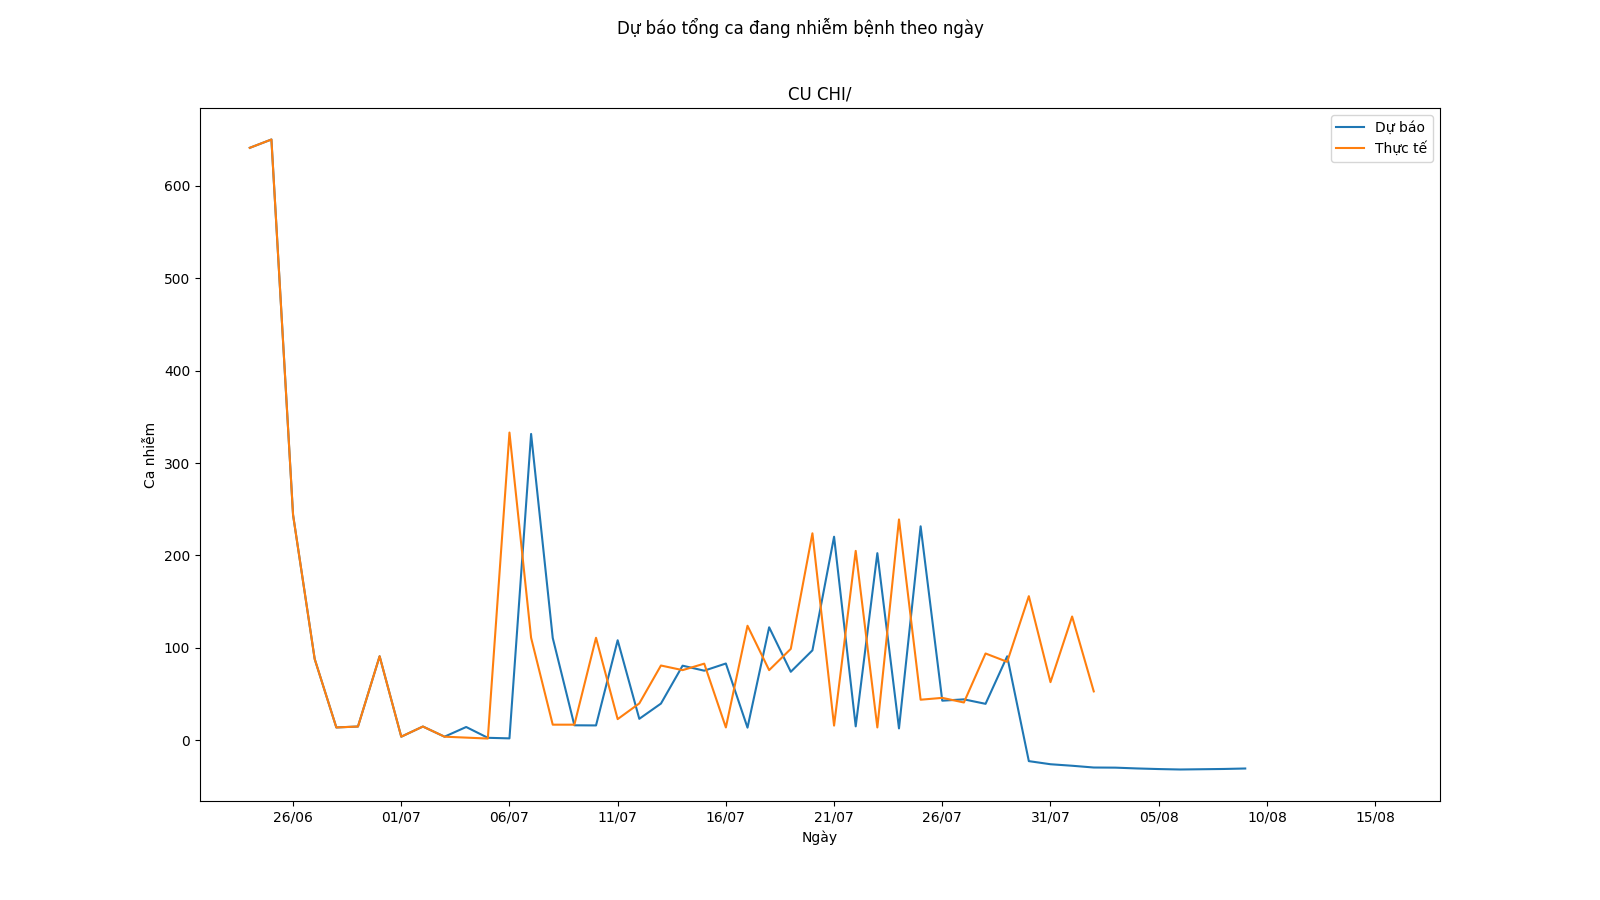 Dự báo tổng ca đang nhiễm bệnh theo ngày
CU CHI/
Dự báo
Thực tế
600
500
400
300
200
100
0
Ca nhiễm
26/06 01/07 06/07 11/07 16/07 21/07 26/07 31/07 05/08 10/08 15/08
Ngày